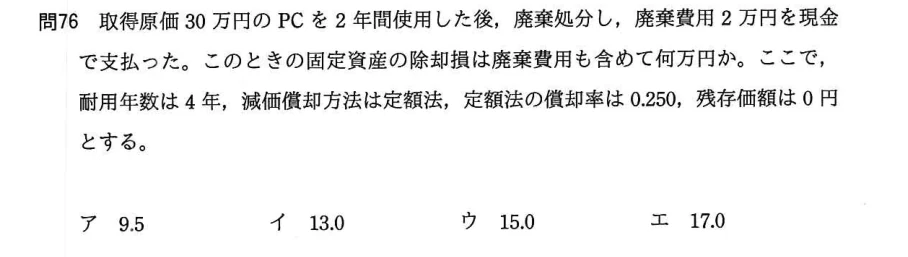 問76 取得原価 30 万円の PC を 2 年間使用した後，廃棄処分し，廃棄費用 2 万円を現金
で支払った。このときの固定資産の除却損は廃棄費用も含めて何万円か。ここで，
耐用年数は 4 年，減価償却方法は定額法，定額法の償却率は 0.250，残存価額は 0 円
とする。
ア 9.5 イ 13.0 ウ 15.0 エ 17.0